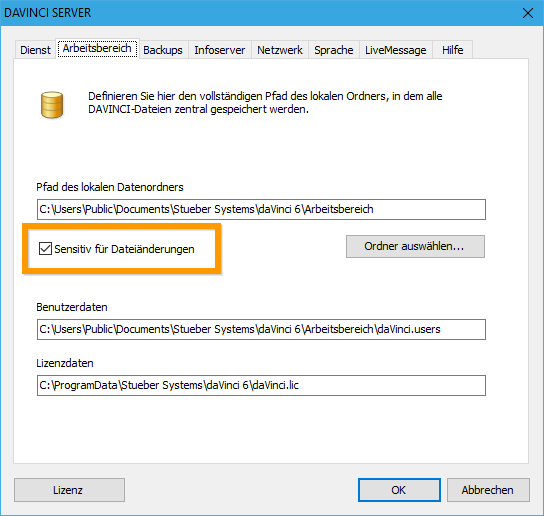 DAVINCI SERVER
Dienst Arbeitsbereich Backups Infoserver Netzwerk Sprache LiveMessage Hilfe
Definieren Sie hier den vollständigen Pfad des lokalen Ordners, in dem alle
DAVINCI-Dateien zentral gespeichert werden.
Pfad des lokalen Datenordners
C:\Users\Public\Documents\Stueber Systems\daVinci 6\Arbeitsbereich
Sensitiv für Dateiänderungen
Ordner auswählen...
Benutzerdaten
C:\Users\Public\Documents\Stueber Systems\daVinci 6\Arbeitsbereich\daVinci.users
Lizenzdaten
C:\ProgramData\Stueber Systems\daVinci 6\daVinci.lic
Lizenz OK Abbrechen